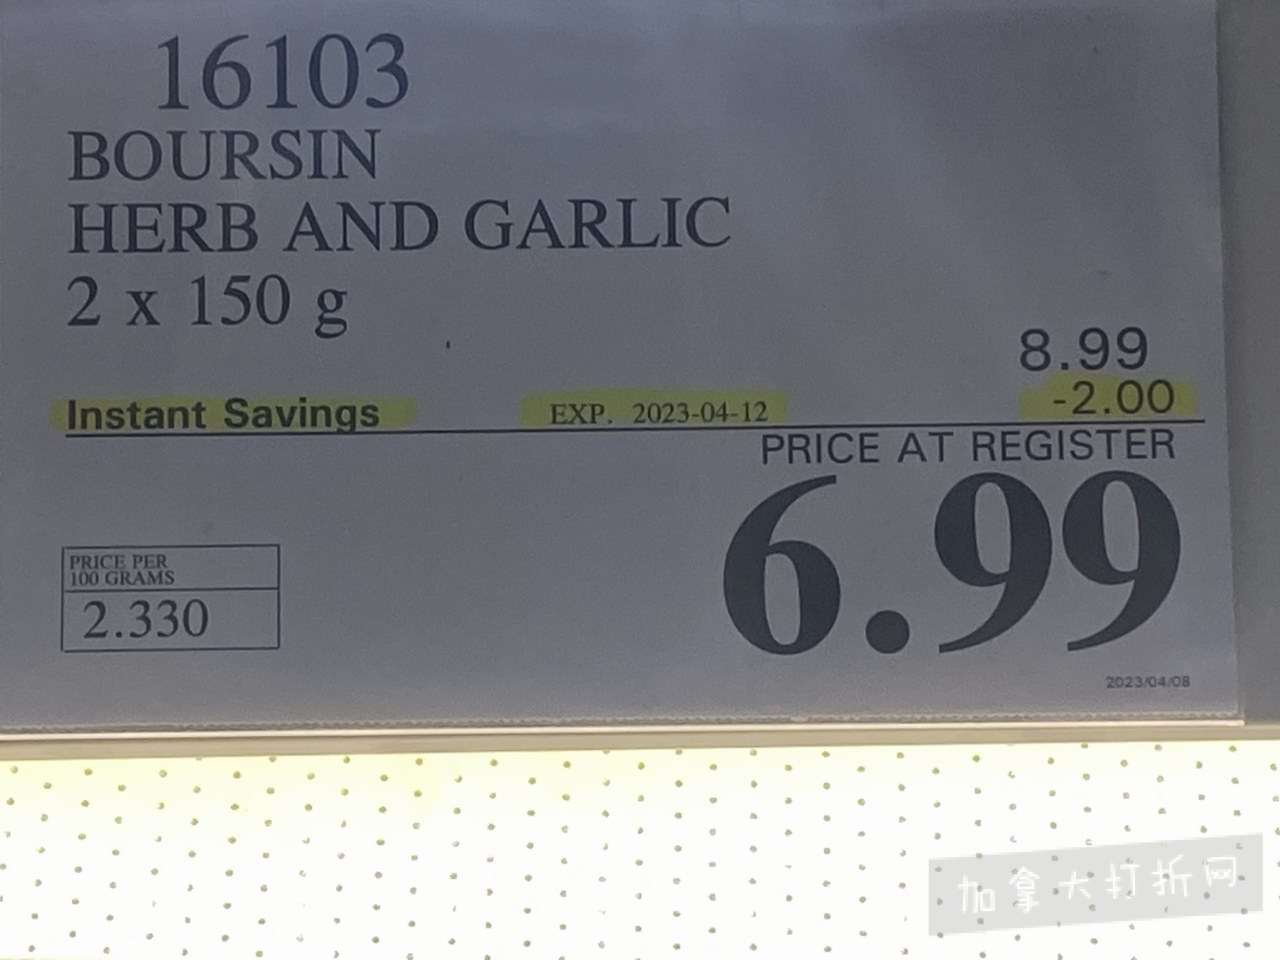 16103
BOURSIN
HERB AND GARLIC
2 x 150 g
8.99
Instant Savings EXP. 2023-04-12 -2.00
PRICE AT REGISTER
6.99
PRICE PER
100 GRAMS
2.330
2023/04/08
加拿大打折网